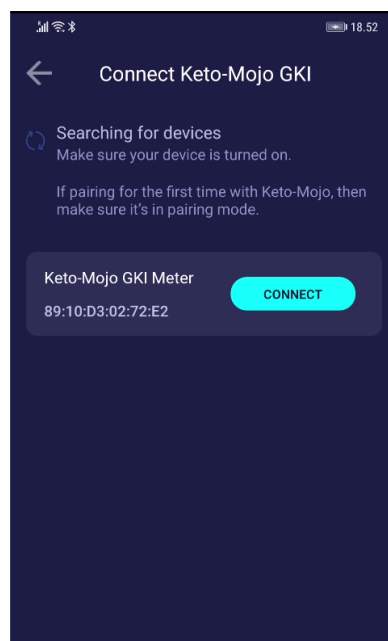 18.52
Connect Keto-Mojo GKI
Searching for devices
Make sure your device is turned on.
If pairing for the first time with Keto-Mojo, then
make sure it's in pairing mode.
Keto-Mojo GKI Meter
CONNECT
89:10:D3:02:72:E2